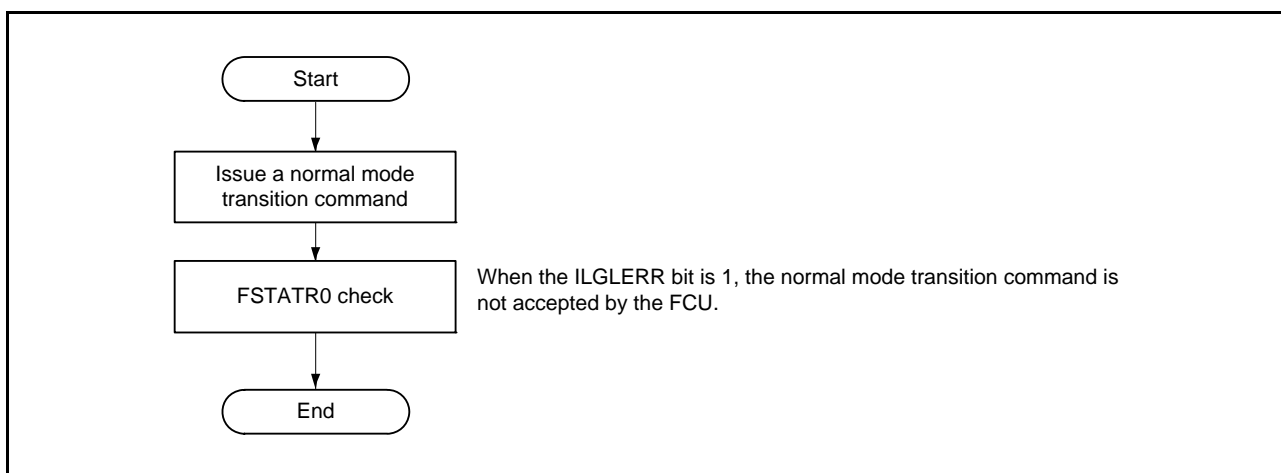 Start
Issue a normal mode
transition command
FSTATR0 check
When the ILGLERR bit is 1, the normal mode transition command is
not accepted by the FCU.
End